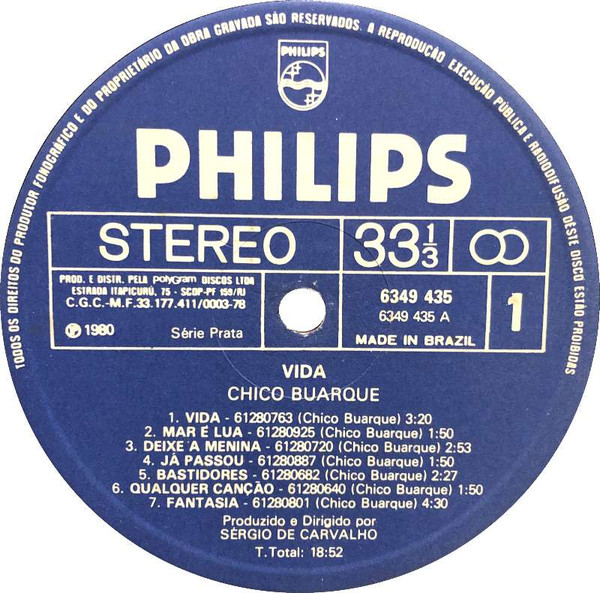 TODOS OS DIREITOS DO PRODUTOR FONOGRÁFICO E DO PROPRIETÁRIO DA OBRA GRAVADA SÃO RESERVADOS. A REPRODUÇÃO, EXECUÇÃO PÚBLICA E RADIODIFUSÃO DESTE DISCO ESTÃO PROIBIDAS
PHILIPS
PHILIPS
STEREO
33 1/3
PROD. E DISTR. PELA polyGram DISCOS LTDA
ESTRADA ITAPICURÚ, 75 - SCDP-PF 159/RJ
C.G.C.-M.F.33.177.411/0003-78
℗ 1980 Série Prata
6349 435
6349 435 A
MADE IN BRAZIL
1
VIDA
CHICO BUARQUE
1. VIDA - 61280763 (Chico Buarque) 3:20
2. MAR E LUA - 61280925 (Chico Buarque) 1:50
3. DEIXE A MENINA - 61280720 (Chico Buarque) 2:53
4. JÁ PASSOU - 61280887 (Chico Buarque) 1:50
5. BASTIDORES - 61280682 (Chico Buarque) 2:27
6. QUALQUER CANÇÃO - 61280640 (Chico Buarque) 1:50
7. FANTASIA - 61280801 (Chico Buarque) 4:30
Produzido e Dirigido por
SÉRGIO DE CARVALHO
T.Total: 18:52